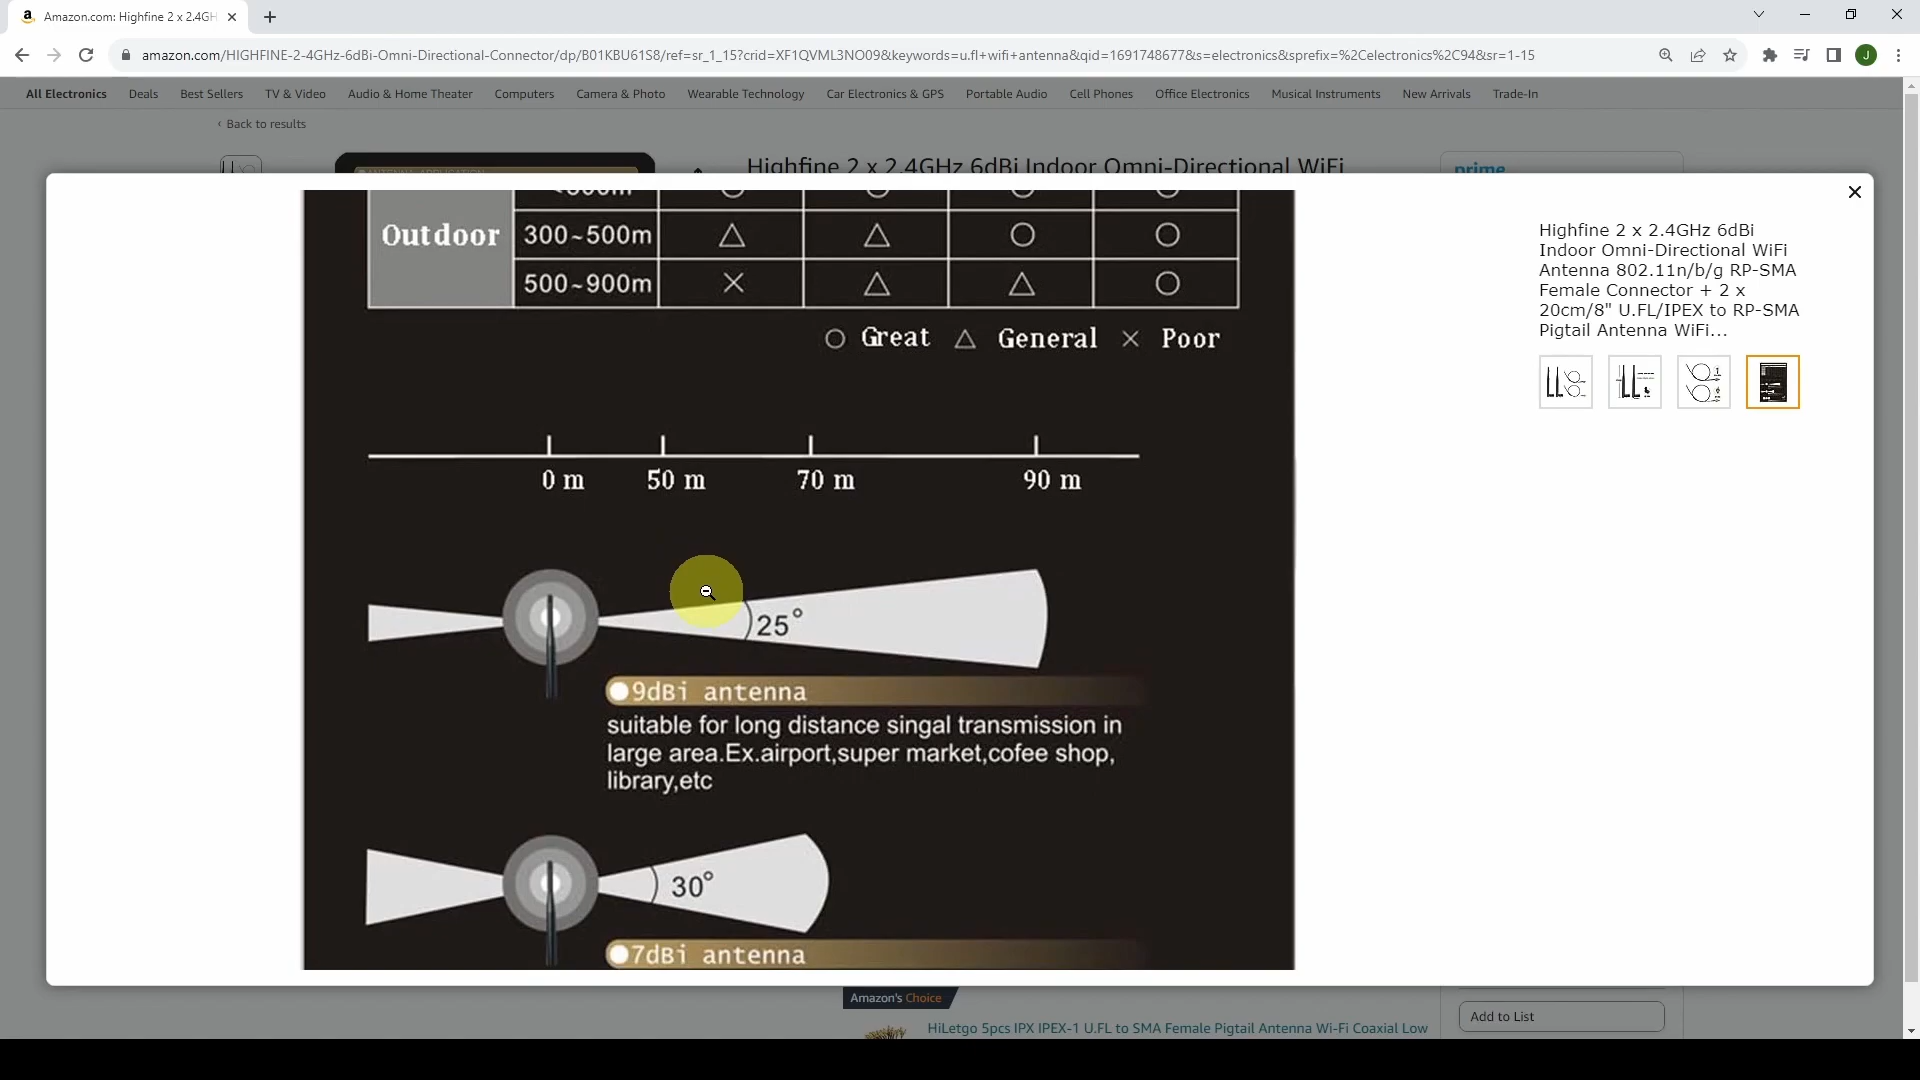 Amazon.com: Highfine 2 x 2.4GH
amazon.com/HIGHFINE-2-4GHz-6dBi-Omni-Directional-Connector/dp/B01KBU61S8/ref=sr_1_15?crid=XF1QVML3NO09&keywords=u.fl+wifi+antenna&qid=1691748677&s=electronics&sprefix=%2Celectronics%2C94&sr=1-15
J
All Electronics Deals Best Sellers TV & Video Audio & Home Theater Computers Camera & Photo Wearable Technology Car Electronics & GPS Portable Audio Cell Phones Office Electronics Musical Instruments New Arrivals Trade-In
‹ Back to results
Highfine 2 x 2.4GHz 6dBi Indoor Omni-Directional WiFi
prime
Highfine 2 x 2.4GHz 6dBi
Indoor Omni-Directional WiFi
Antenna 802.11n/b/g RP-SMA
Female Connector + 2 x
20cm/8" U.FL/IPEX to RP-SMA
Pigtail Antenna WiFi...
Outdoor
300~500m △ △ ○ ○
500~900m × △ △ ○
○ Great △ General × Poor
0 m 50 m 70 m 90 m
25°
9dBi antenna
suitable for long distance singal transmission in
large area.Ex.airport,super market,cofee shop,
library,etc
30°
7dBi antenna
Amazon's Choice
HiLetgo 5pcs IPX IPEX-1 U.FL to SMA Female Pigtail Antenna Wi-Fi Coaxial Low
Add to List